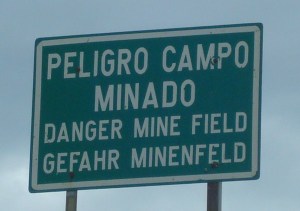 PELIGRO CAMPO
MINADO
DANGER MINE FIELD
GEFAHR MINENFELD